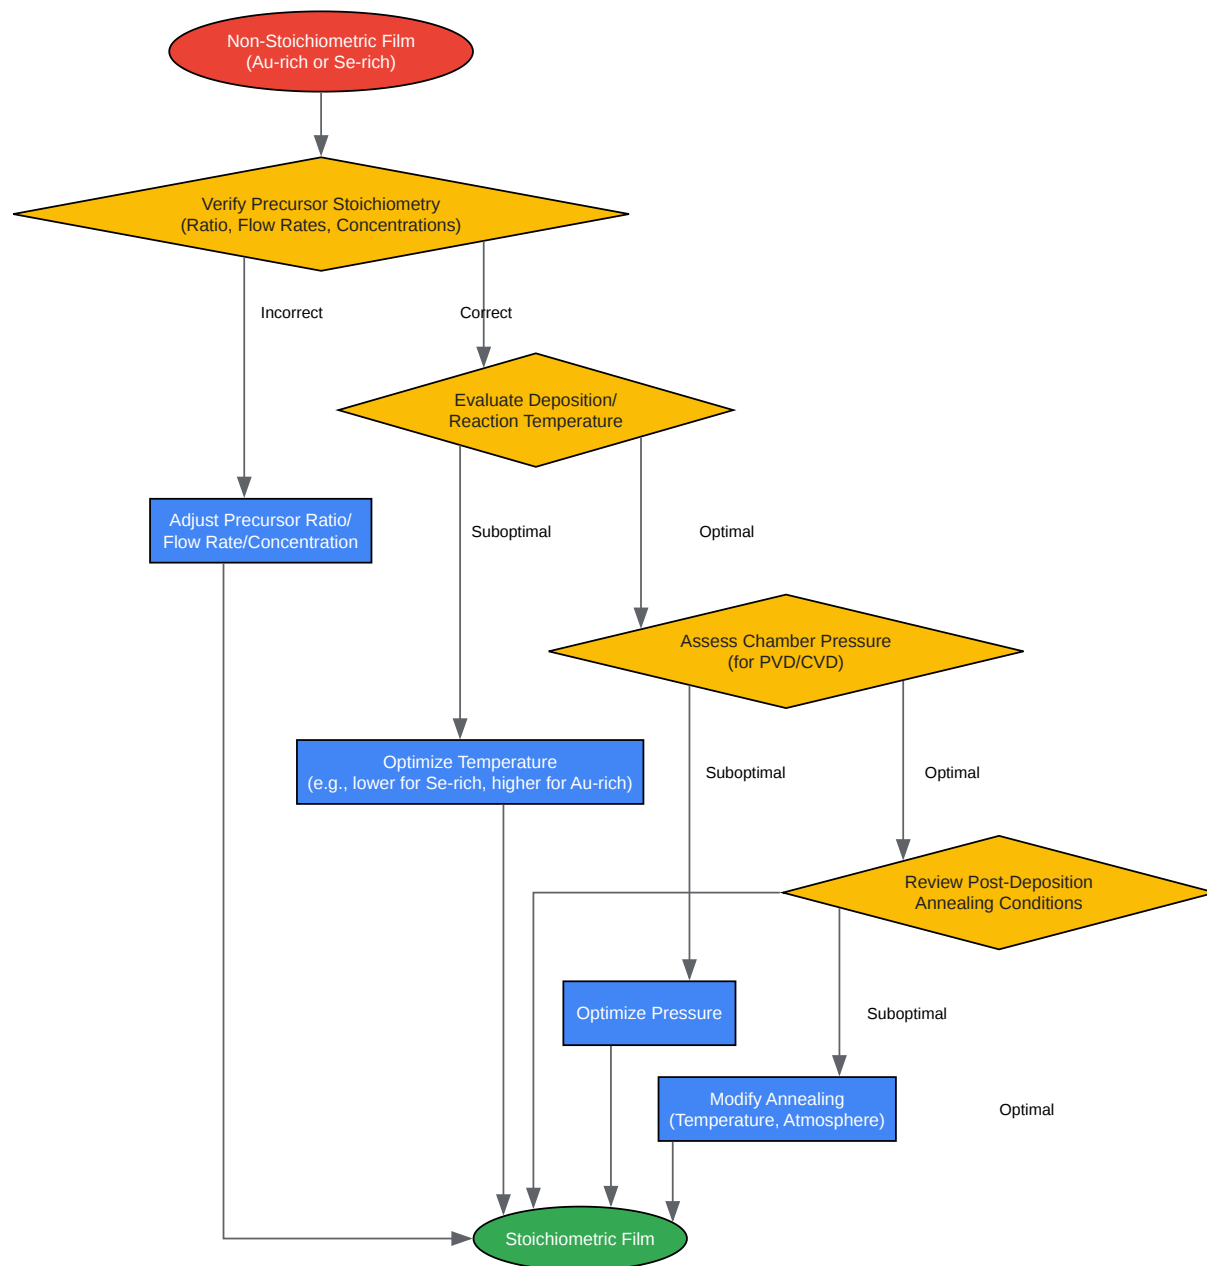 Non-Stoichiometric Film
(Au-rich or Se-rich)
Verify Precursor Stoichiometry
(Ratio, Flow Rates, Concentrations)
Incorrect
Correct
Evaluate Deposition/
Reaction Temperature
Adjust Precursor Ratio/
Flow Rate/Concentration
Suboptimal
Optimal
Assess Chamber Pressure
(for PVD/CVD)
Optimize Temperature
(e.g., lower for Se-rich, higher for Au-rich)
Suboptimal
Optimal
Review Post-Deposition
Annealing Conditions
Optimize Pressure
Suboptimal
Modify Annealing
(Temperature, Atmosphere)
Optimal
Stoichiometric Film